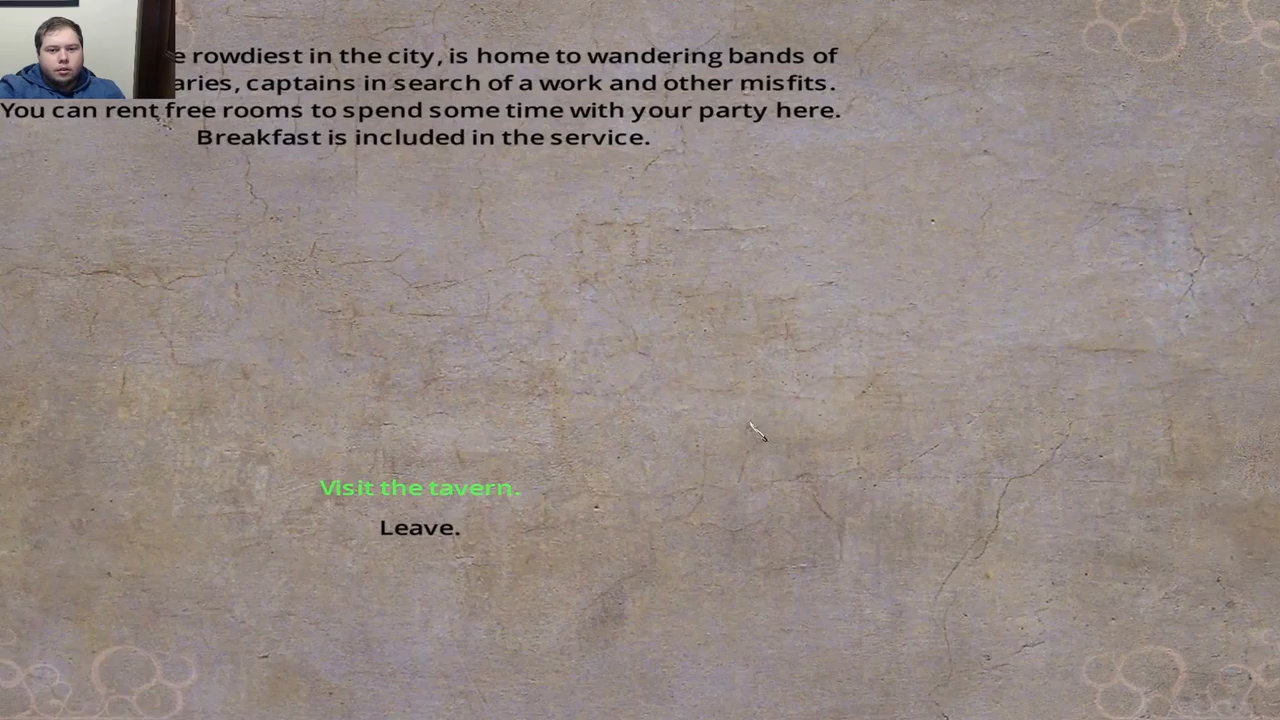 rowdiest in the city, is home to wandering bands of
captains in search of a work and other misfits.
You can rent free rooms to spend some time with your party here.
Breakfast is included in the service.
Visit the tavern.
Leave.